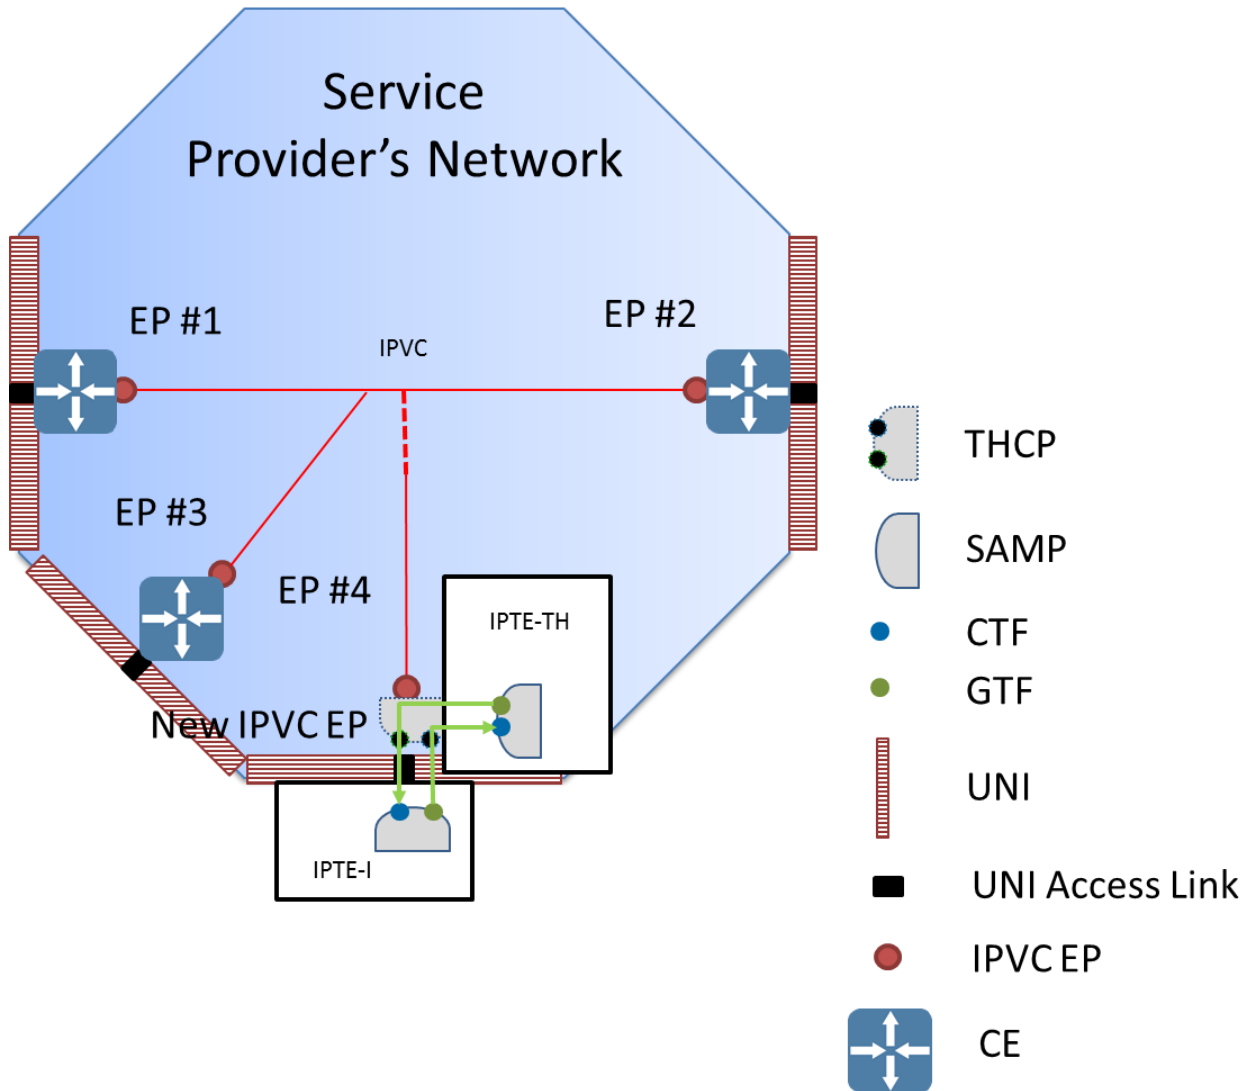 Service
Provider’s Network
EP #1
EP #2
IPVC
EP #3
EP #4
IPTE-TH
New IPVC EP
IPTE-I
THCP
SAMP
CTF
GTF
UNI
UNI Access Link
IPVC EP
CE